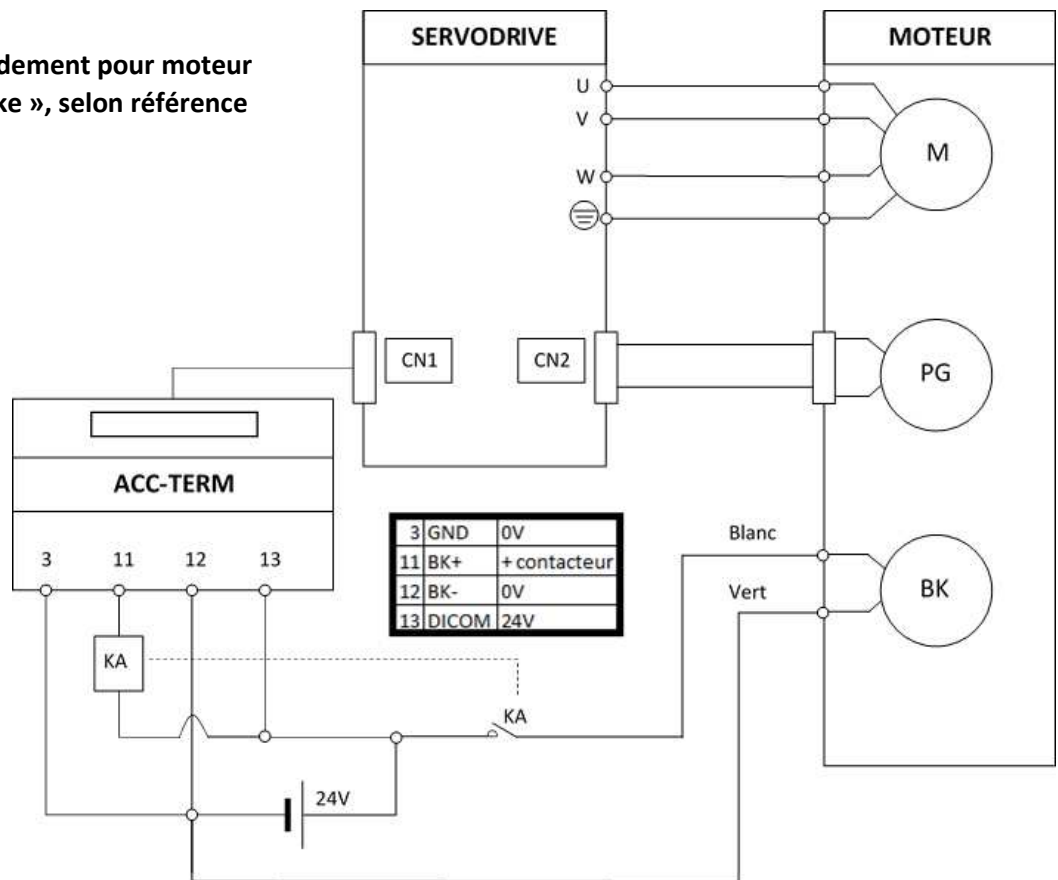 SERVODRIVE
MOTEUR
dement pour moteur
ke », selon référence
U
V
W
M
CN1
CN2
PG
ACC-TERM
3 11 12 13
3 GND 0V
11 BK+ + contacteur
12 BK- 0V
13 DICOM 24V
Blanc
Vert
BK
KA
KA
24V